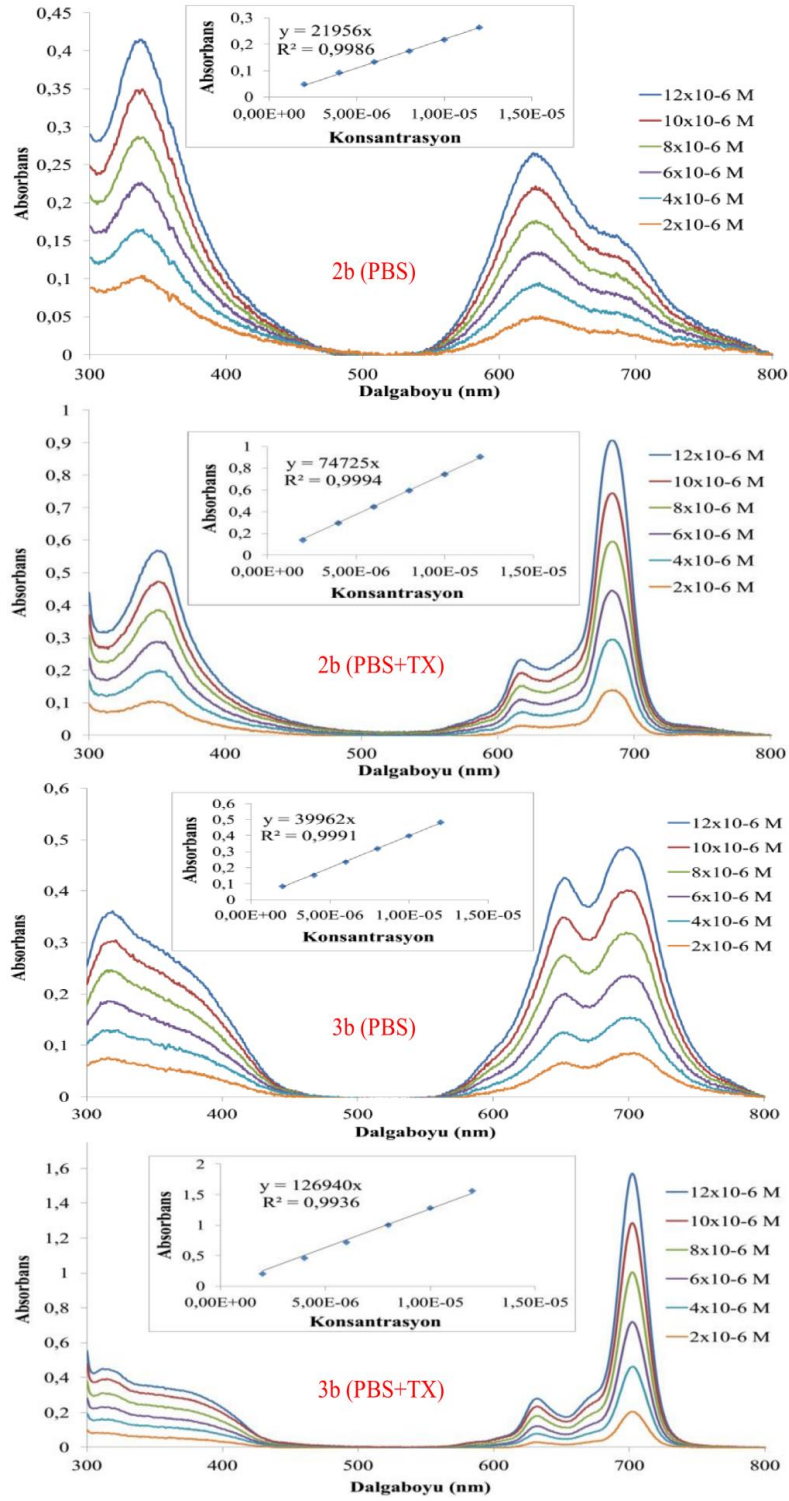 0,45
0,4
0,35
0,3
0,25
0,2
0,15
0,1
0,05
0
Absorbans
300 400 500 600 700 800
Dalgaboyu (nm)
0,3
0,2
0,1
0
Absorbans
y = 21956x
R² = 0,9986
0,00E+00 5,00E-06 1,00E-05 1,50E-05
Konsantrasyon
12x10-6 M
10x10-6 M
8x10-6 M
6x10-6 M
4x10-6 M
2x10-6 M
2b (PBS)
1
0,9
0,8
0,7
0,6
0,5
0,4
0,3
0,2
0,1
0
Absorbans
300 400 500 600 700 800
Dalgaboyu (nm)
1
0,8
0,6
0,4
0,2
0
Absorbans
y = 74725x
R² = 0,9994
0,00E+00 5,00E-06 1,00E-05 1,50E-05
Konsantrasyon
12x10-6 M
10x10-6 M
8x10-6 M
6x10-6 M
4x10-6 M
2x10-6 M
2b (PBS+TX)
0,6
0,5
0,4
0,3
0,2
0,1
0
Absorbans
300 400 500 600 700 800
Dalgaboyu (nm)
0,6
0,5
0,4
0,3
0,2
0,1
0
Absorbans
y = 39962x
R² = 0,9991
0,00E+00 5,00E-06 1,00E-05 1,50E-05
Konsantrasyon
12x10-6 M
10x10-6 M
8x10-6 M
6x10-6 M
4x10-6 M
2x10-6 M
3b (PBS)
1,6
1,4
1,2
1
0,8
0,6
0,4
0,2
0
Absorbans
300 400 500 600 700 800
Dalgaboyu (nm)
2
1,5
1
0,5
0
Absorbans
y = 126940x
R² = 0,9936
0,00E+00 5,00E-06 1,00E-05 1,50E-05
Konsantrasyon
12x10-6 M
10x10-6 M
8x10-6 M
6x10-6 M
4x10-6 M
2x10-6 M
3b (PBS+TX)